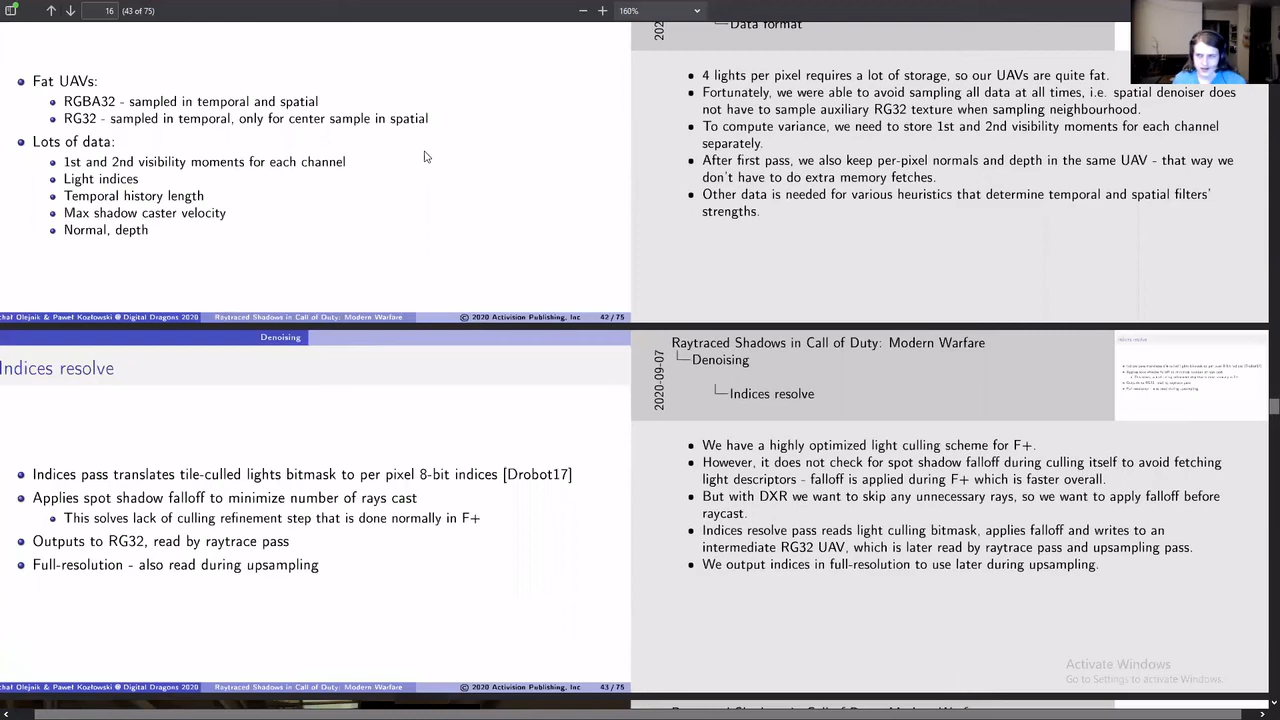 16 (43 of 75) 160%
Data format
Fat UAVs:
RGBA32 - sampled in temporal and spatial
RG32 - sampled in temporal, only for center sample in spatial
Lots of data:
1st and 2nd visibility moments for each channel
Light indices
Temporal history length
Max shadow caster velocity
Normal, depth
4 lights per pixel requires a lot of storage, so our UAVs are quite fat.
Fortunately, we were able to avoid sampling all data at all times, i.e. spatial denoiser does
not have to sample auxiliary RG32 texture when sampling neighbourhood.
To compute variance, we need to store 1st and 2nd visibility moments for each channel
separately.
After first pass, we also keep per-pixel normals and depth in the same UAV - that way we
don't have to do extra memory fetches.
Other data is needed for various heuristics that determine temporal and spatial filters'
strengths.
chał Olejnik & Paweł Kozłowski @ Digital Dragons 2020 Raytraced Shadows in Call of Duty: Modern Warfare © 2020 Activision Publishing, Inc 42 / 75
Denoising
Indices resolve
Indices pass translates tile-culled lights bitmask to per pixel 8-bit indices [Drobot17]
Applies spot shadow falloff to minimize number of rays cast
This solves lack of culling refinement step that is done normally in F+
Outputs to RG32, read by raytrace pass
Full-resolution - also read during upsampling
chał Olejnik & Paweł Kozłowski @ Digital Dragons 2020 Raytraced Shadows in Call of Duty: Modern Warfare © 2020 Activision Publishing, Inc 43 / 75
2020-09-07
Raytraced Shadows in Call of Duty: Modern Warfare
Denoising
Indices resolve
We have a highly optimized light culling scheme for F+.
However, it does not check for spot shadow falloff during culling itself to avoid fetching
light descriptors - falloff is applied during F+ which is faster overall.
But with DXR we want to skip any unnecessary rays, so we want to apply falloff before
raycast.
Indices resolve pass reads light culling bitmask, applies falloff and writes to an
intermediate RG32 UAV, which is later read by raytrace pass and upsampling pass.
We output indices in full-resolution to use later during upsampling.
Activate Windows
Go to Settings to activate Windows.